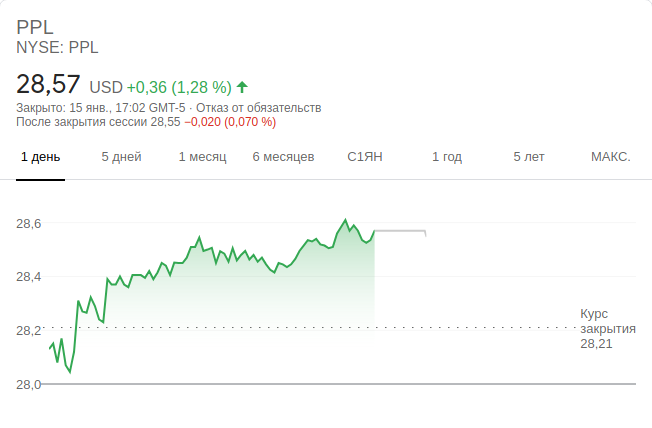 PPL
NYSE: PPL
28,57 USD +0,36 (1,28 %)
Закрыто: 15 янв., 17:02 GMT-5 · Отказ от обязательств
После закрытия сессии 28,55 −0,020 (0,070 %)
1 день 5 дней 1 месяц 6 месяцев С1ЯН 1 год 5 лет МАКС.
28,6
28,4
28,2
28,0
Курс
закрытия
28,21